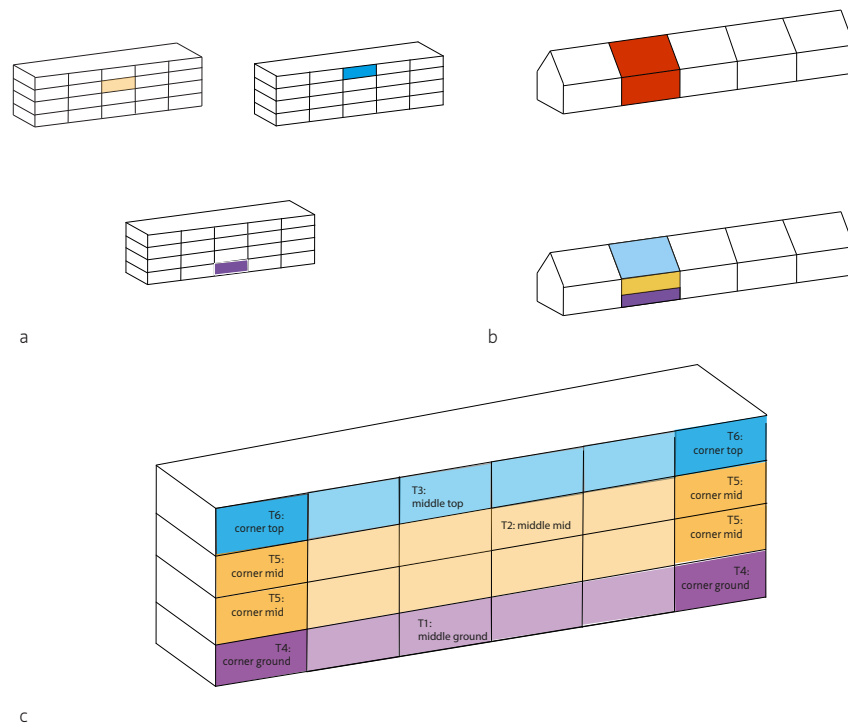 a
b
T6:
corner top
T3:
middle top
T5:
corner mid
T2: middle mid
T6:
corner top
T5:
corner mid
T5:
corner mid
T5:
corner mid
T4:
corner ground
T1:
middle ground
T4:
corner ground
c